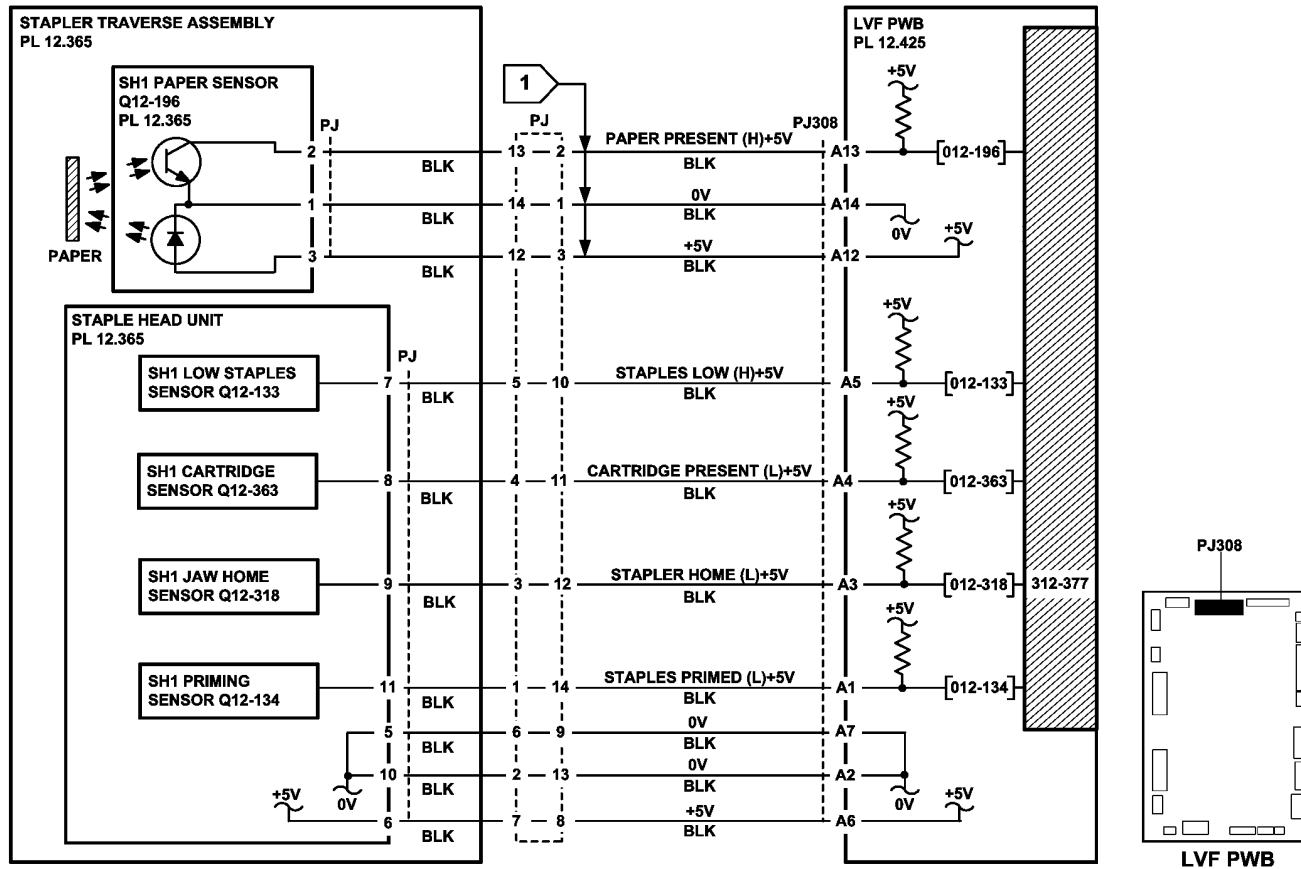 STAPLER TRAVERSE ASSEMBLY
PL 12.365
SH1 PAPER SENSOR
Q12-196
PL 12.365
PAPER
PJ
2
BLK
1
BLK
3
BLK
1
PJ
13 2
14 1
12 3
PAPER PRESENT (H)+5V
BLK
0V
BLK
+5V
BLK
PJ308
A13
A14
A12
LVF PWB
PL 12.425
+5V
[012-196]
0V
+5V
STAPLE HEAD UNIT
PL 12.365
PJ
SH1 LOW STAPLES
SENSOR Q12-133
7
BLK
5 10
STAPLES LOW (H)+5V
BLK
A5
+5V
[012-133]
SH1 CARTRIDGE
SENSOR Q12-363
8
BLK
4 11
CARTRIDGE PRESENT (L)+5V
BLK
A4
+5V
[012-363]
SH1 JAW HOME
SENSOR Q12-318
9
BLK
3 12
STAPLER HOME (L)+5V
BLK
A3
+5V
[012-318]
312-377
SH1 PRIMING
SENSOR Q12-134
11
BLK
1 14
STAPLES PRIMED (L)+5V
BLK
A1
+5V
[012-134]
5
BLK
6 9
0V
BLK
A7
10
BLK
0V
2 13
0V
BLK
A2
0V
+5V
6
BLK
7 8
+5V
BLK
A6
+5V
PJ308
LVF PWB